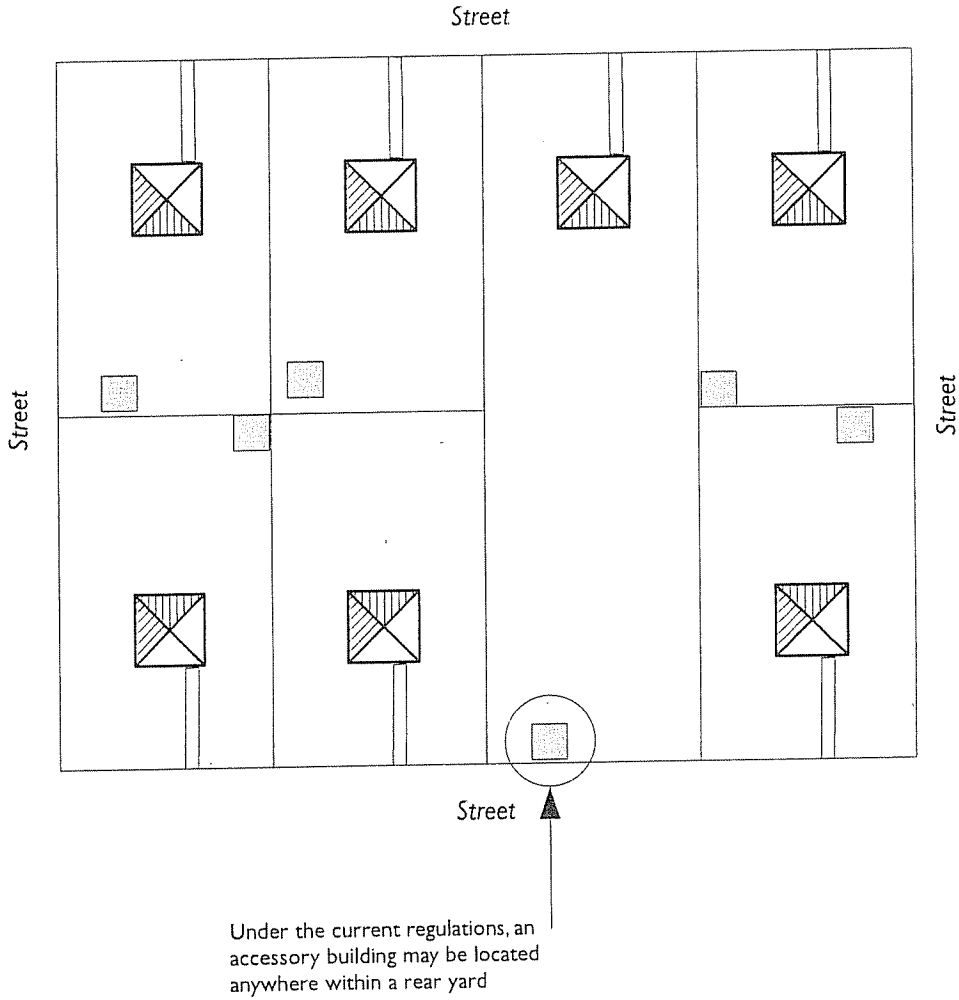 Street
Street
Street
Street
Under the current regulations, an
accessory building may be located
anywhere within a rear yard